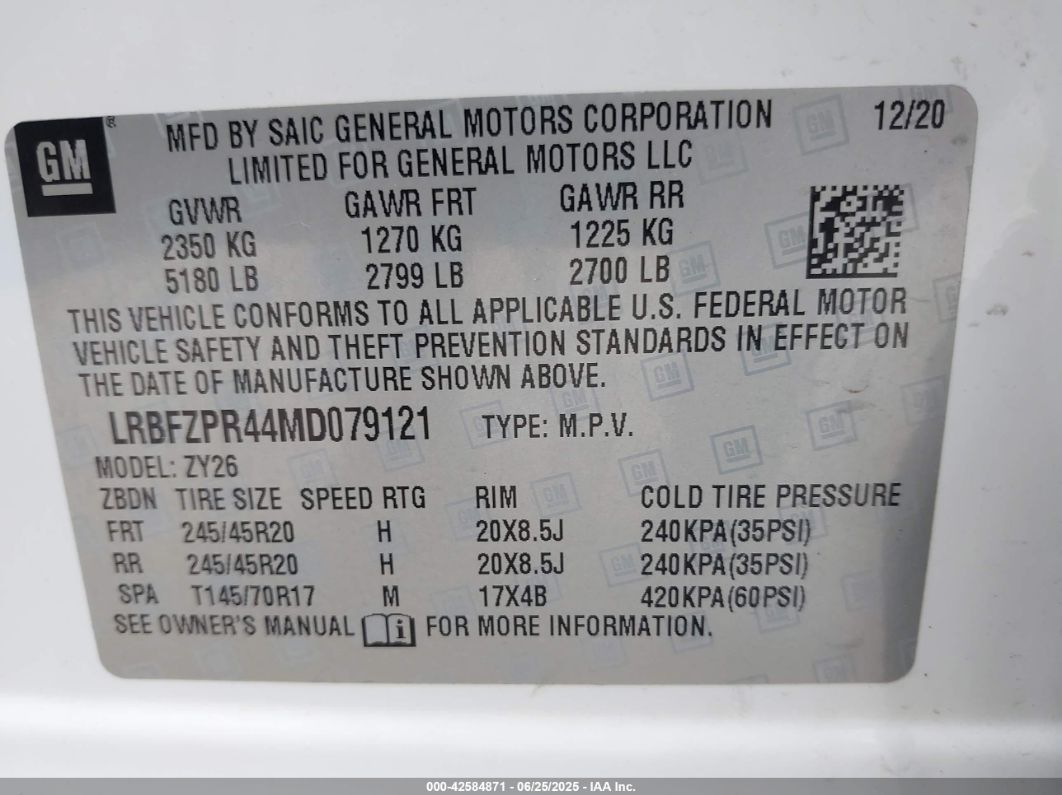 GM ®
MFD BY SAIC GENERAL MOTORS CORPORATION 12/20
LIMITED FOR GENERAL MOTORS LLC
GVWR GAWR FRT GAWR RR
2350 KG 1270 KG 1225 KG
5180 LB 2799 LB 2700 LB
THIS VEHICLE CONFORMS TO ALL APPLICABLE U.S. FEDERAL MOTOR
VEHICLE SAFETY AND THEFT PREVENTION STANDARDS IN EFFECT ON
THE DATE OF MANUFACTURE SHOWN ABOVE.
LRBFZPR44MD079121 TYPE: M.P.V.
MODEL: ZY26
ZBDN TIRE SIZE SPEED RTG RIM COLD TIRE PRESSURE
FRT 245/45R20 H 20X8.5J 240KPA(35PSI)
RR 245/45R20 H 20X8.5J 240KPA(35PSI)
SPA T145/70R17 M 17X4B 420KPA(60PSI)
SEE OWNER'S MANUAL i FOR MORE INFORMATION.
000-42584871 - 06/25/2025 - IAA Inc.